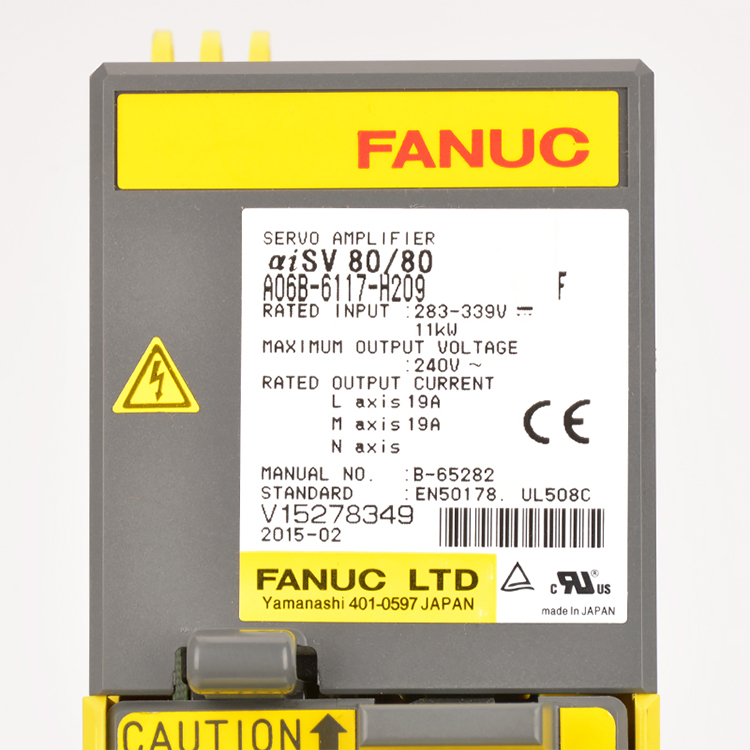 FANUC
SERVO AMPLIFIER
αiSV 80/80
A06B-6117-H209 F
RATED INPUT :283-339V ⎓
11kW
MAXIMUM OUTPUT VOLTAGE
:240V ~
RATED OUTPUT CURRENT
L axis 19A
M axis 19A
N axis
CE
MANUAL NO. :B-65282
STANDARD :EN50178. UL508C
V15278349
2015-02
FANUC LTD
Yamanashi 401-0597 JAPAN
c RU ® US
made In JAPAN
CAUTION